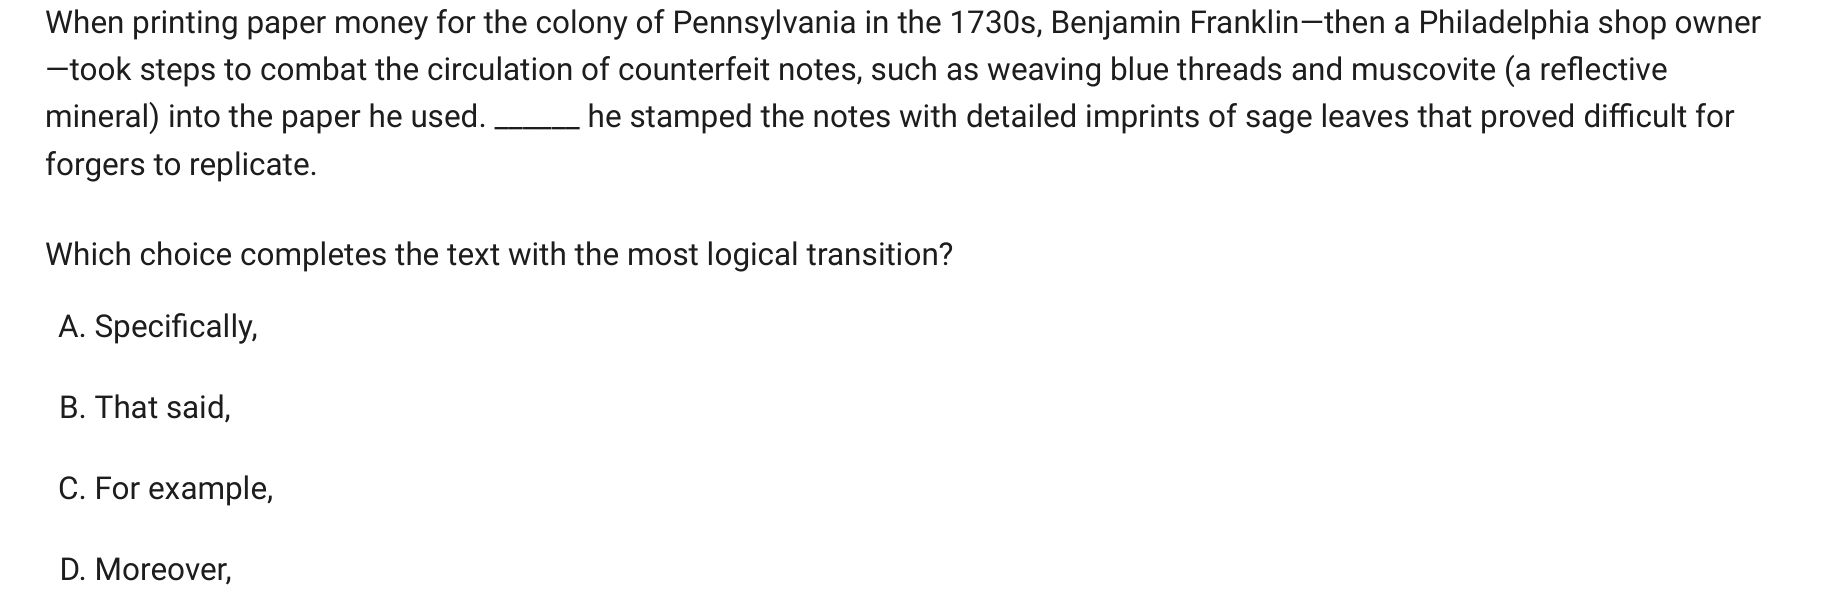 When printing paper money for the colony of Pennsylvania in the 1730s, Benjamin Franklin—then a Philadelphia shop owner
—took steps to combat the circulation of counterfeit notes, such as weaving blue threads and muscovite (a reflective
mineral) into the paper he used. ______ he stamped the notes with detailed imprints of sage leaves that proved difficult for
forgers to replicate.
Which choice completes the text with the most logical transition?
A. Specifically,
B. That said,
C. For example,
D. Moreover,